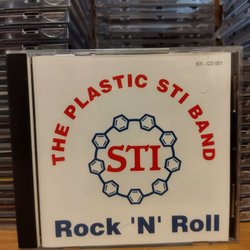 STI - CD 001
THE PLASTIC STI BAND
STI
Rock 'N' Roll